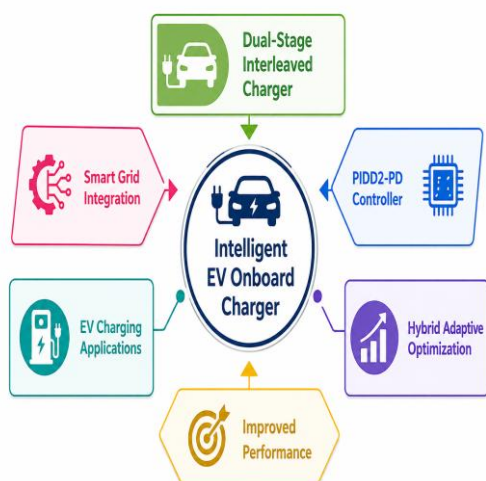 Dual-Stage
Interleaved
Charger
Smart Grid
Integration
PIDD2-PD
Controller
Intelligent
EV Onboard
Charger
EV Charging
Applications
Hybrid Adaptive
Optimization
Improved
Performance